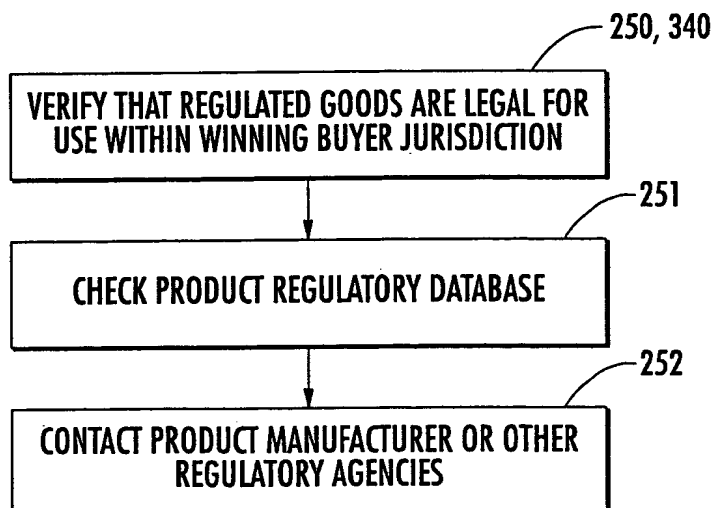 250, 340
VERIFY THAT REGULATED GOODS ARE LEGAL FOR
USE WITHIN WINNING BUYER JURISDICTION
251
CHECK PRODUCT REGULATORY DATABASE
252
CONTACT PRODUCT MANUFACTURER OR OTHER
REGULATORY AGENCIES